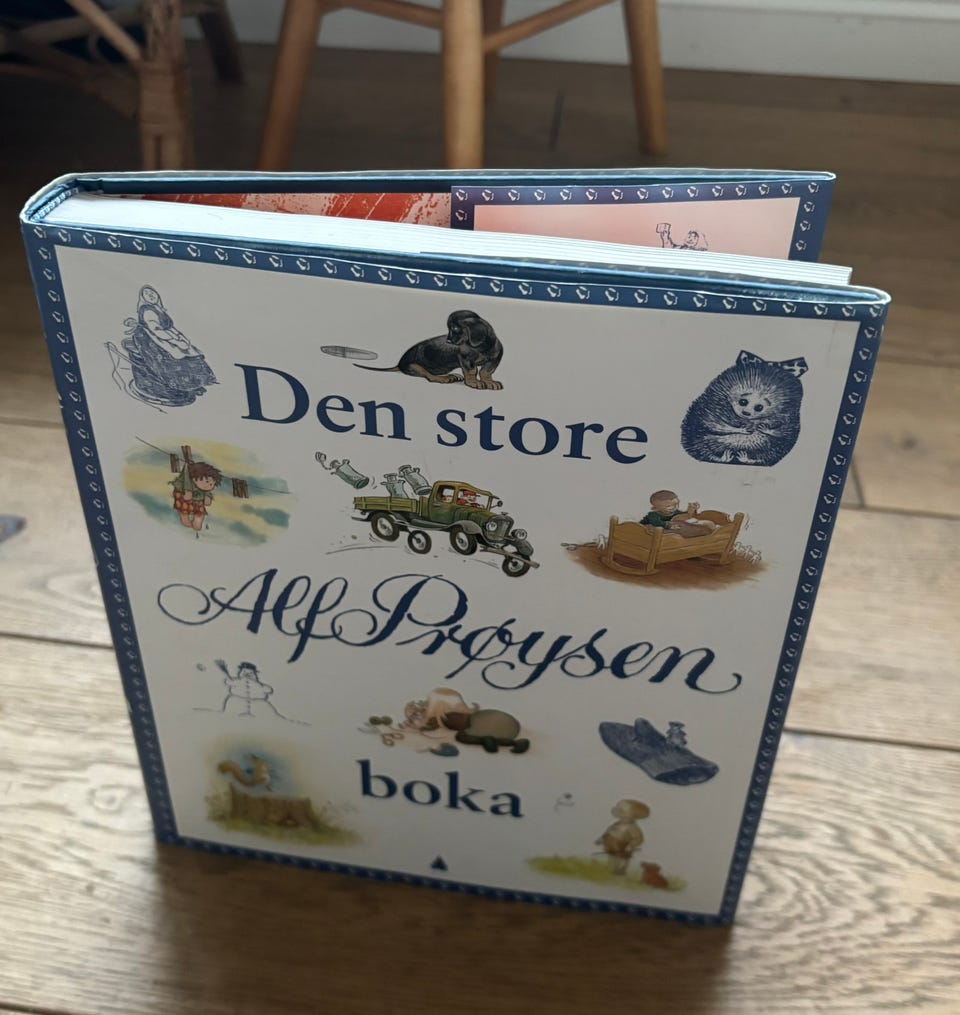 Den store
Alf Prøysen
boka